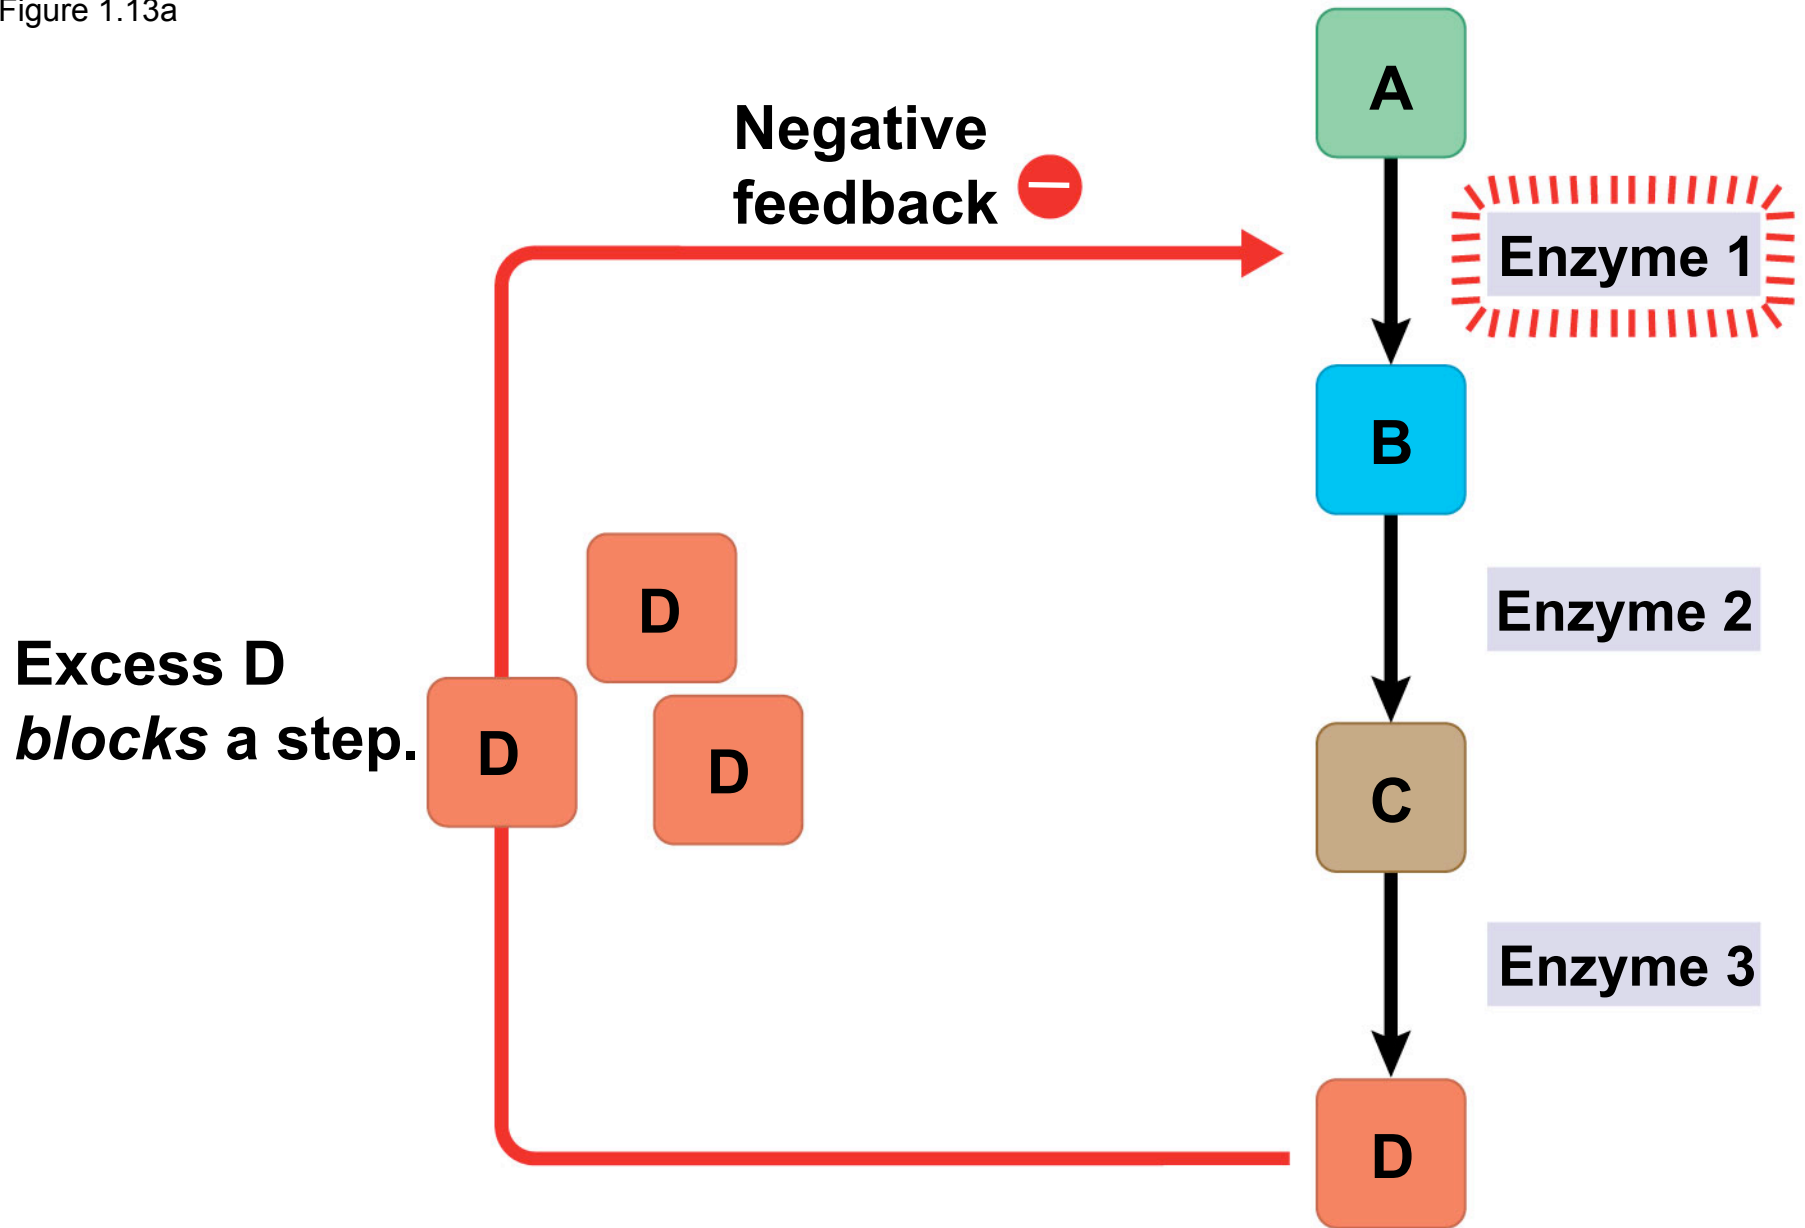 Figure 1.13a
A
Negative
feedback
Enzyme 1
B
D
Enzyme 2
Excess D
blocks a step.
D
D
C
Enzyme 3
D